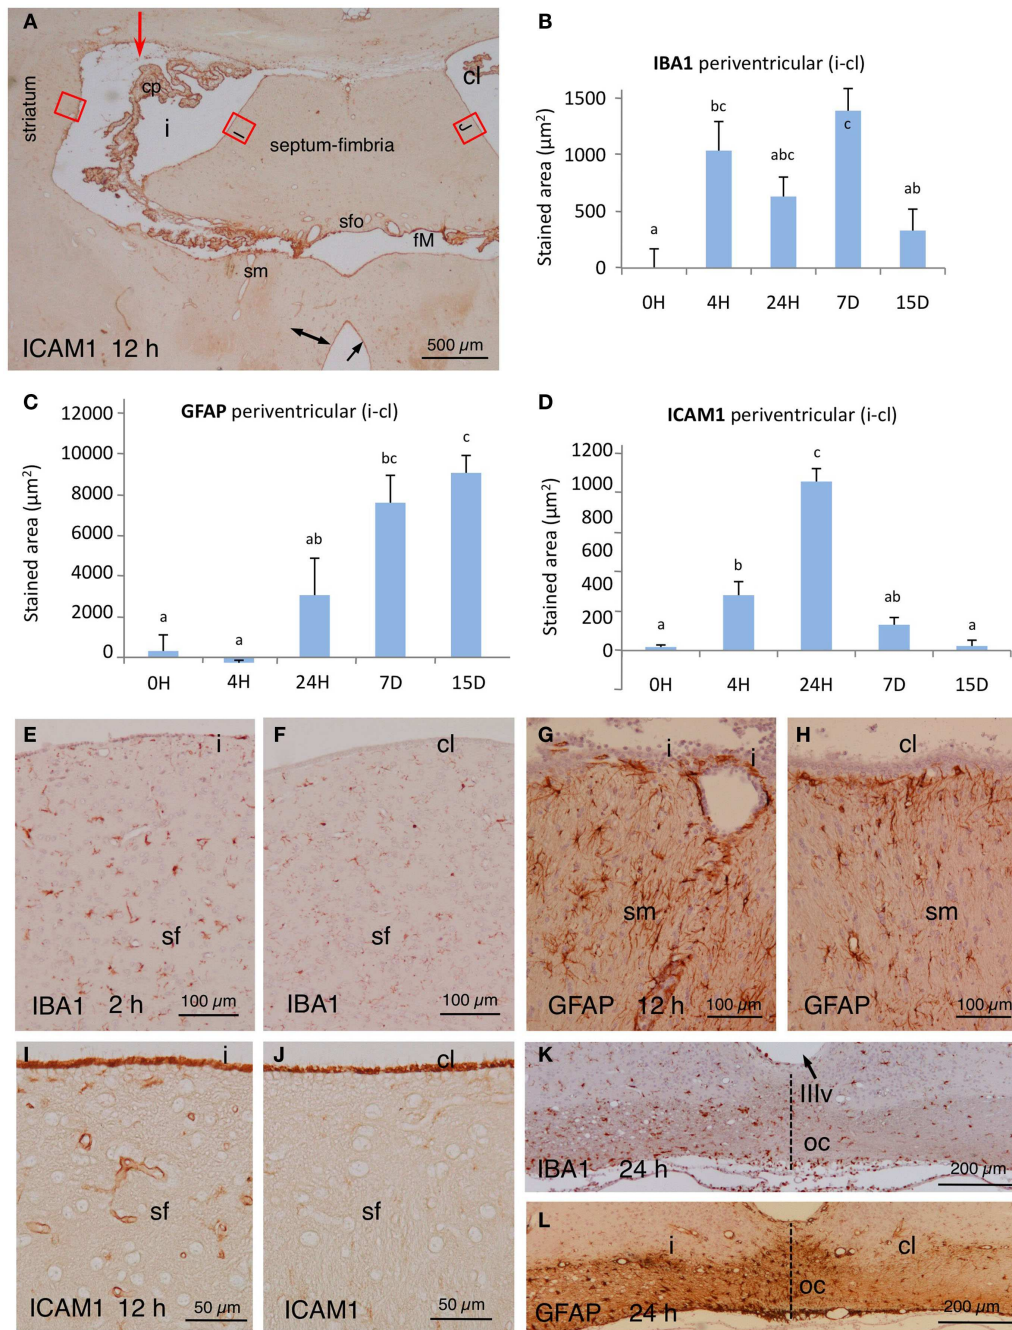 A
striatum
cp
cl
i
i
J
septum-fimbria
sfo
fM
sm
ICAM1 12 h
500 µm
B
IBA1 periventricular (i-cl)
Stained area (µm²)
1500
1000
500
0
a
bc
abc
c
ab
0H 4H 24H 7D 15D
C
GFAP periventricular (i-cl)
Stained area (µm²)
12000
10000
8000
6000
4000
2000
0
a
a
ab
bc
c
0H 4H 24H 7D 15D
D
ICAM1 periventricular (i-cl)
Stained area (µm²)
1200
1000
800
600
400
200
0
a
b
c
ab
a
0H 4H 24H 7D 15D
E
i
sf
IBA1 2 h
100 µm
F
cl
sf
IBA1
100 µm
G
i
i
sm
GFAP 12 h
100 µm
H
cl
sm
GFAP
100 µm
I
i
sf
ICAM1 12 h
50 µm
J
cl
sf
ICAM1
50 µm
K
IIIv
oc
IBA1 24 h
200 µm
L
i
cl
oc
GFAP 24 h
200 µm